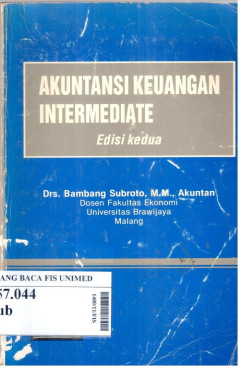 AKUNTANSI KEUANGAN
INTERMEDIATE
Edisi kedua
Drs. Bambang Subroto, M.M., Akuntan
Dosen Fakultas Ekonomi
Universitas Brawijaya
Malang
ANG BACA FIS UNIMED
57.044
ub